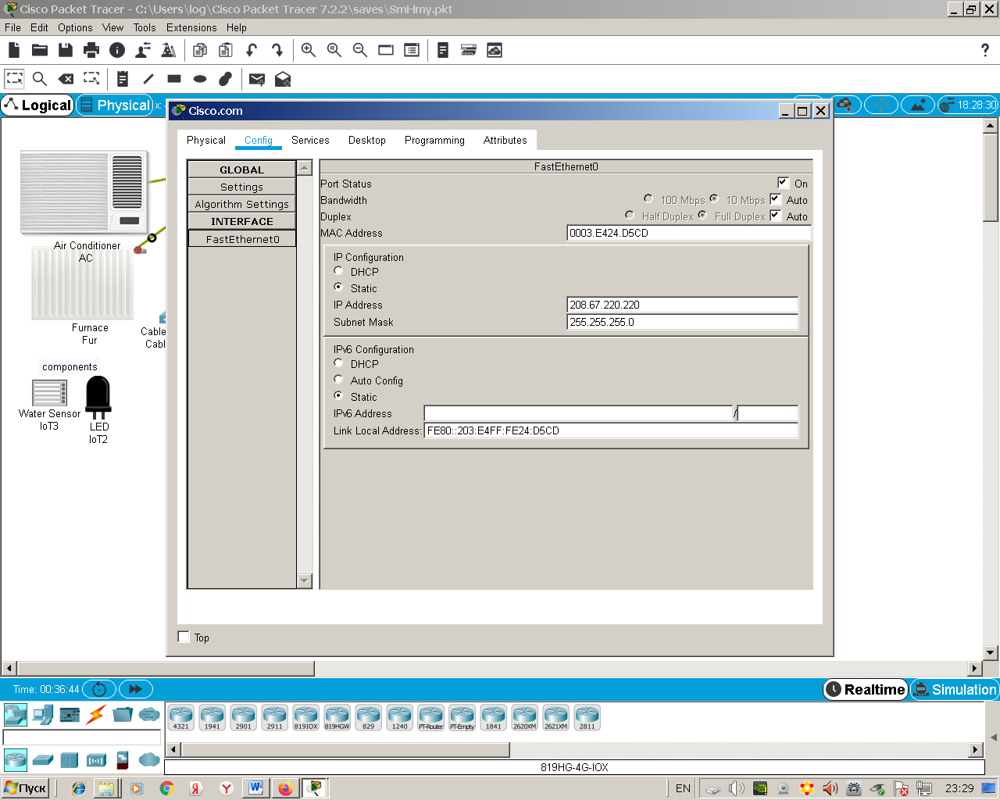 Cisco Packet Tracer - C:\Users\log\Cisco Packet Tracer 7.2.2\saves\SmHmy.pkt
File Edit Options View Tools Extensions Help
Logical Physical x: 18:28:30
Cisco.com
Physical Config Services Desktop Programming Attributes
GLOBAL
Settings
Algorithm Settings
INTERFACE
FastEthernet0
FastEthernet0
Port Status On
Bandwidth 100 Mbps 10 Mbps Auto
Duplex Half Duplex Full Duplex Auto
MAC Address 0003.E424.D5CD
IP Configuration
DHCP
Static
IP Address 208.67.220.220
Subnet Mask 255.255.255.0
IPv6 Configuration
DHCP
Auto Config
Static
IPv6 Address /
Link Local Address: FE80::203:E4FF:FE24:D5CD
Top
Air Conditioner
AC
Furnace
Fur
Cable
Cabl
components
Water Sensor
IoT3
LED
IoT2
Time: 00:36:44 Realtime Simulation
4321 1941 2901 2911 819IOX 819HGW 829 1240 PT-Router PT-Empty 1841 2620XM 2621XM 2811
819HG-4G-IOX
Пуск EN 23:29